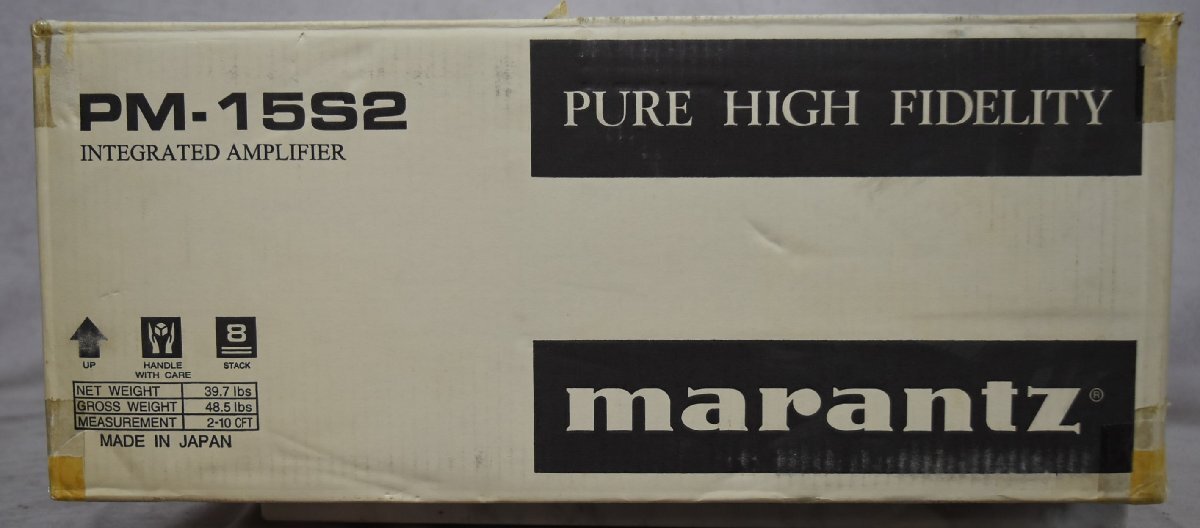 PM-15S2
INTEGRATED AMPLIFIER
PURE HIGH FIDELITY
UP
HANDLE
WITH CARE
8
STACK
NET WEIGHT 39.7 lbs
GROSS WEIGHT 48.5 lbs
MEASUREMENT 2-10 CFT
MADE IN JAPAN
marantz®